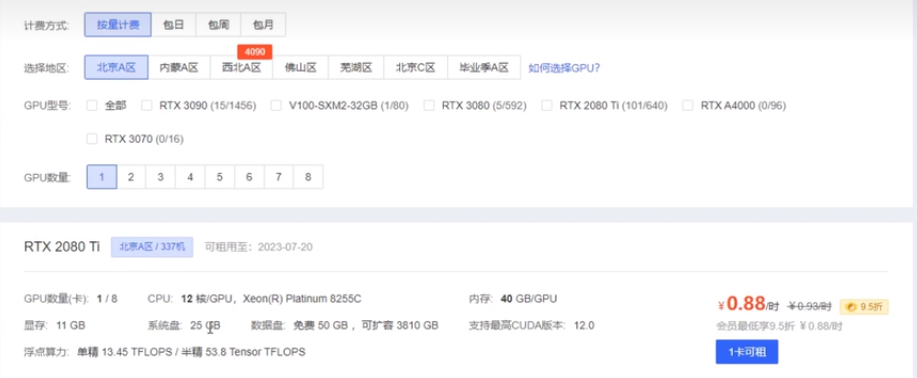 计费方式: 按量计费 包日 包周 包月
4090
选择地区: 北京A区 内蒙A区 西北A区 佛山区 芜湖区 北京C区 毕业季A区 如何选择GPU?
GPU型号: 全部 RTX 3090 (15/1456) V100-SXM2-32GB (1/80) RTX 3080 (5/592) RTX 2080 Ti (101/640) RTX A4000 (0/96)
RTX 3070 (0/16)
GPU数量: 1 2 3 4 5 6 7 8
RTX 2080 Ti 北京A区 / 337机 可租用至: 2023-07-20
GPU数量(卡): 1 / 8 CPU: 12 核/GPU, Xeon(R) Platinum 8255C 内存: 40 GB/GPU
¥0.88/时 ¥0.93/时 9.5折
显存: 11 GB 系统盘: 25 GB 数据盘: 免费 50 GB ,可扩容 3810 GB 支持最高CUDA版本: 12.0
会员最低享9.5折 ¥0.88/时
浮点算力: 单精 13.45 TFLOPS / 半精 53.8 Tensor TFLOPS
1卡可租